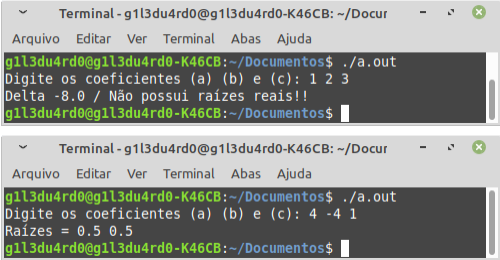 Terminal - g1l3du4rd0@g1l3du4rd0-K46CB: ~/Docur
Arquivo Editar Ver Terminal Abas Ajuda
g1l3du4rd0@g1l3du4rd0-K46CB:~/Documentos$ ./a.out
Digite os coeficientes (a) (b) e (c): 1 2 3
Delta -8.0 / Não possui raízes reais!!
g1l3du4rd0@g1l3du4rd0-K46CB:~/Documentos$
Terminal - g1l3du4rd0@g1l3du4rd0-K46CB: ~/Docur
Arquivo Editar Ver Terminal Abas Ajuda
g1l3du4rd0@g1l3du4rd0-K46CB:~/Documentos$ ./a.out
Digite os coeficientes (a) (b) e (c): 4 -4 1
Raízes = 0.5 0.5
g1l3du4rd0@g1l3du4rd0-K46CB:~/Documentos$